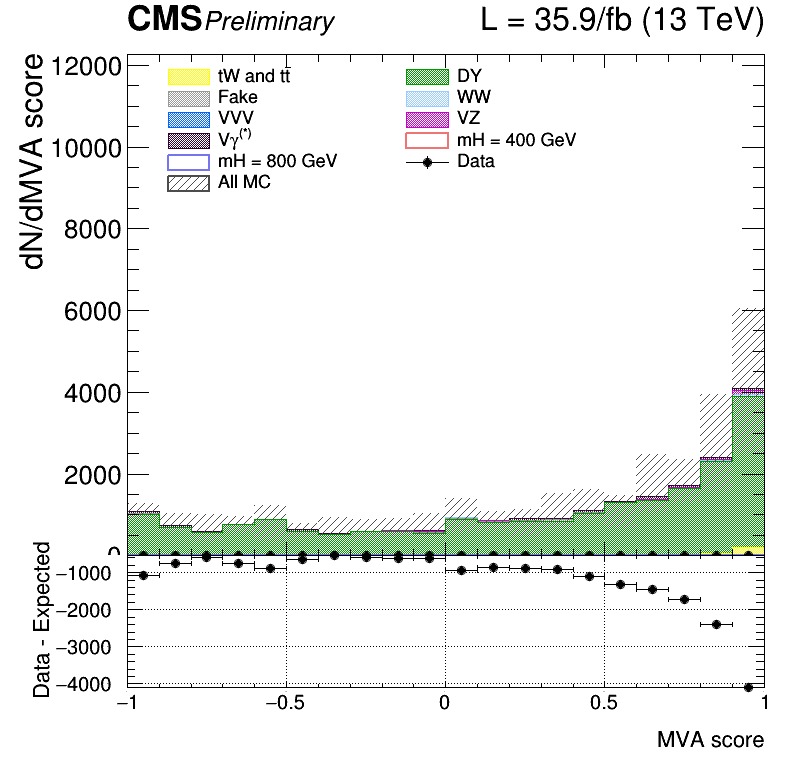 CMS Preliminary L = 35.9/fb (13 TeV)
dN/dMVA score
12000
10000
8000
6000
4000
2000
0
tW and tt
DY
Fake
WW
VVV
VZ
Vγ(*)
mH = 400 GeV
mH = 800 GeV
Data
All MC
Data - Expected
−1000
−2000
−3000
−4000
−1 −0.5 0 0.5 1
MVA score